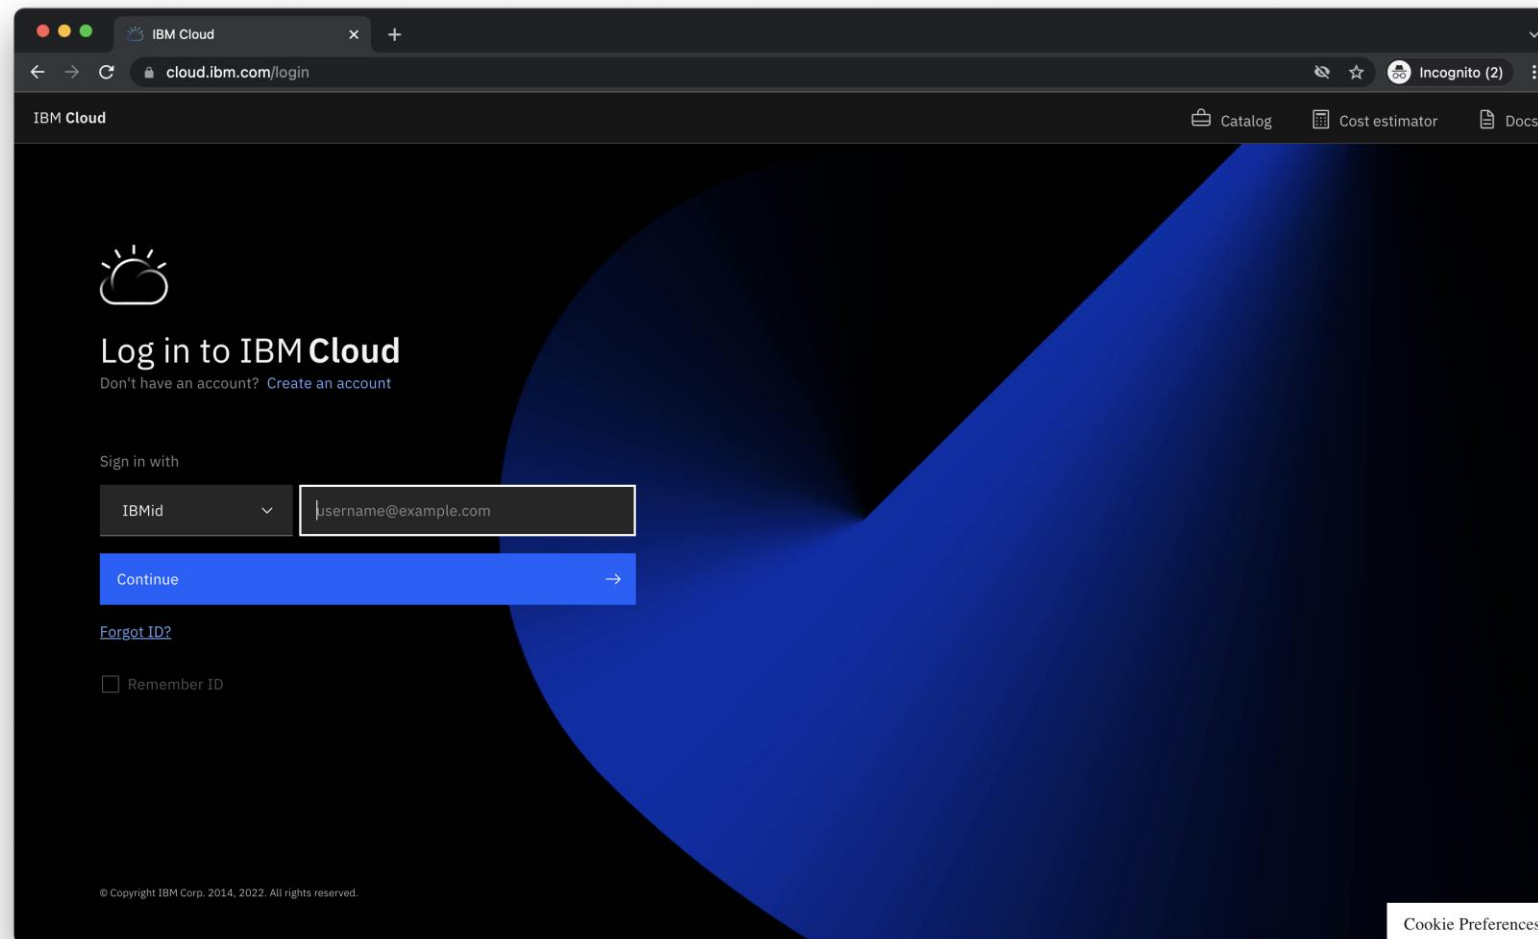 IBM Cloud
cloud.ibm.com/login
Incognito (2)
IBM Cloud
Catalog
Cost estimator
Docs
Log in to IBM Cloud
Don't have an account? Create an account
Sign in with
IBMid
username@example.com
Continue
Forgot ID?
Remember ID
© Copyright IBM Corp. 2014, 2022. All rights reserved.
Cookie Preferences